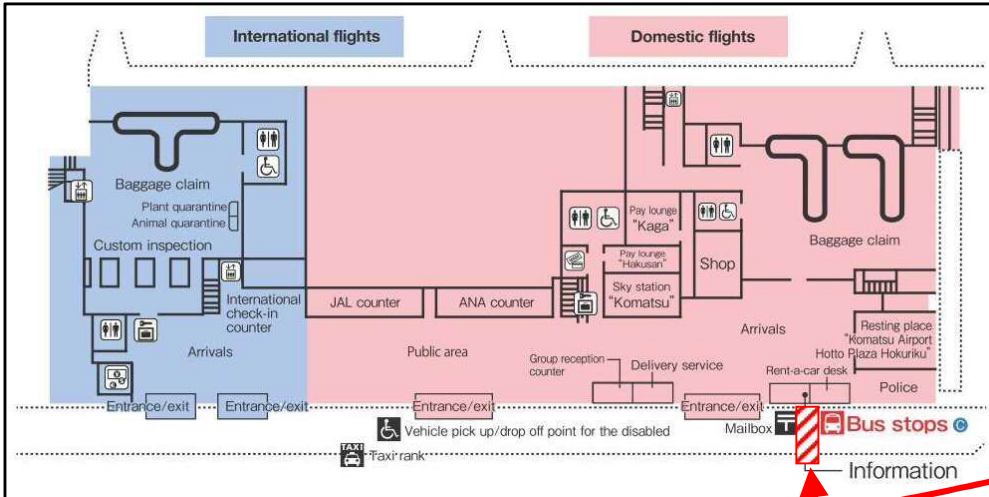 International flights
Domestic flights
Baggage claim
Plant quarantine
Animal quarantine
Custom inspection
International
check-in
counter
Arrivals
JAL counter
ANA counter
Public area
Pay lounge
"Kaga"
Pay lounge
"Hakusan"
Sky station
"Komatsu"
Shop
Baggage claim
Arrivals
Resting place
"Komatsu Airport
Hotto Plaza Hokuriku"
Group reception
counter
Delivery service
Rent-a-car desk
Police
Entrance/exit
Entrance/exit
Entrance/exit
Entrance/exit
Vehicle pick up/drop off point for the disabled
Mailbox
Bus stops C
TAXI
Taxi rank
Information